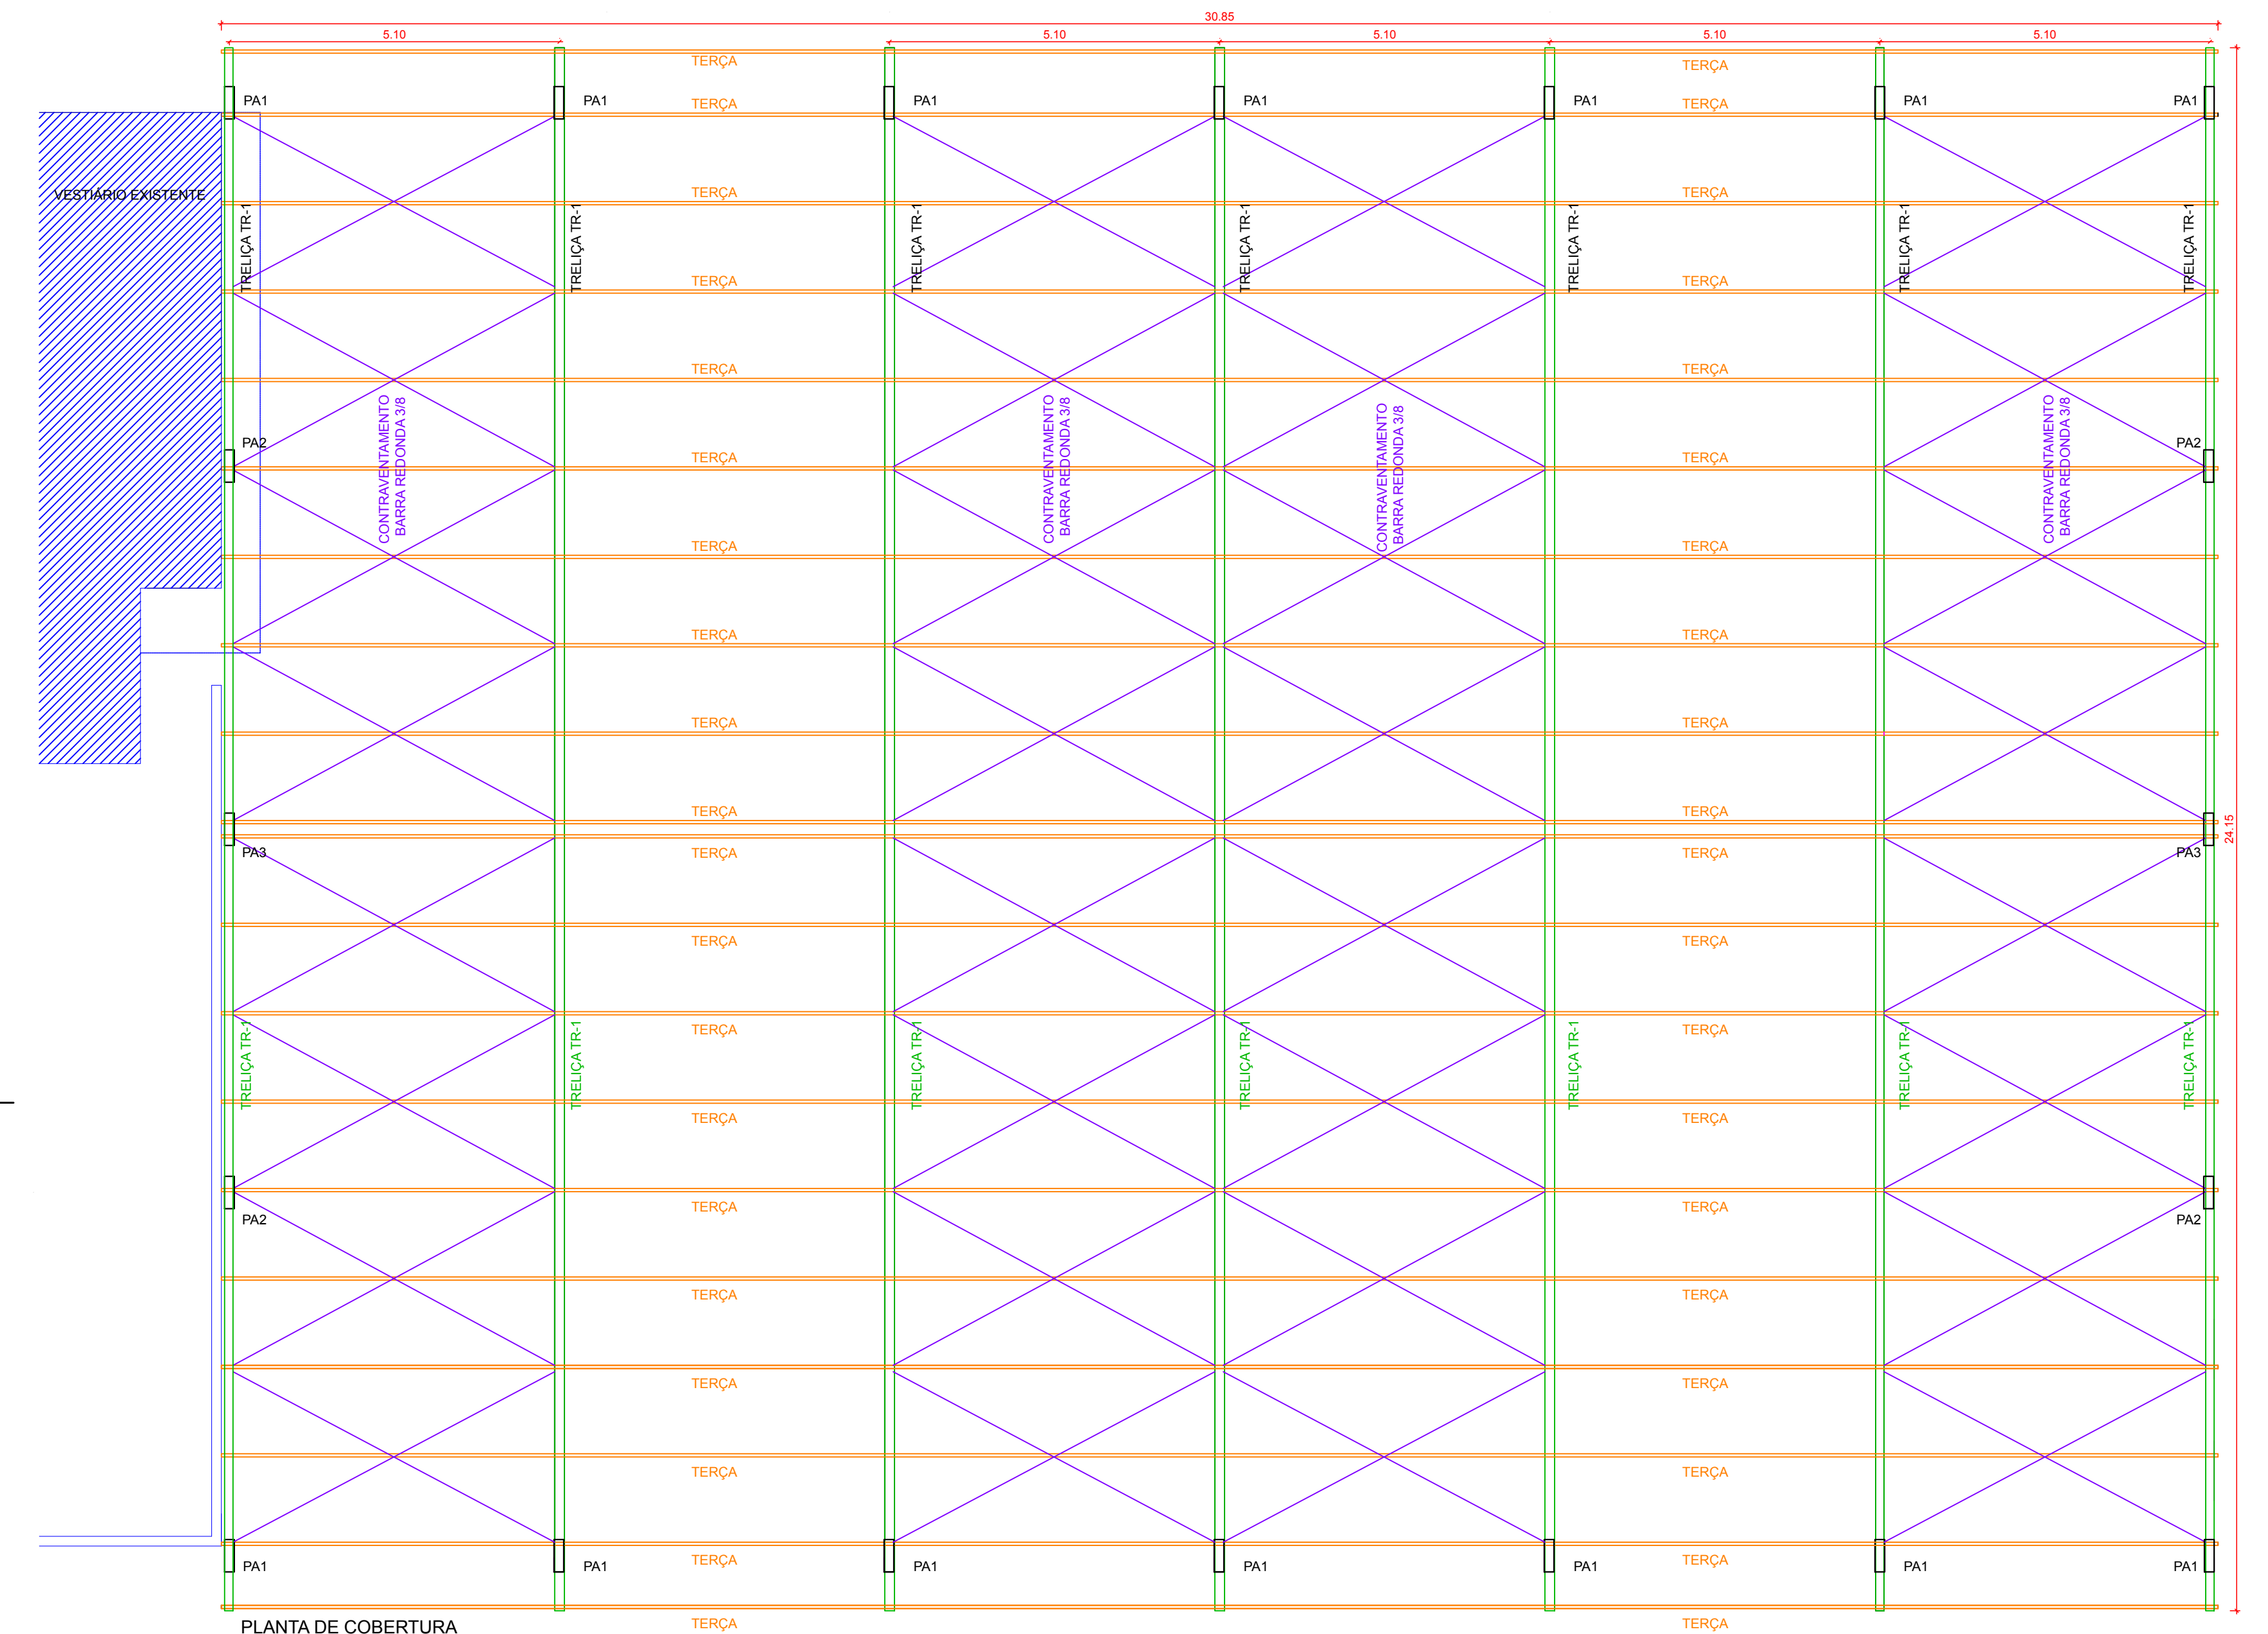 30.85
5.10 5.10 5.10 5.10 5.10
TERÇA
TERÇA
PA1 PA1 TERÇA PA1 PA1 PA1 TERÇA PA1 PA1
VESTIÁRIO EXISTENTE
TERÇA TERÇA
TRELIÇA TR-1 TRELIÇA TR-1 TRELIÇA TR-1 TRELIÇA TR-1 TRELIÇA TR-1 TRELIÇA TR-1 TRELIÇA TR-1
TERÇA TERÇA
TERÇA TERÇA
CONTRAVENTAMENTO
BARRA REDONDA 3/8
CONTRAVENTAMENTO
BARRA REDONDA 3/8
CONTRAVENTAMENTO
BARRA REDONDA 3/8
CONTRAVENTAMENTO
BARRA REDONDA 3/8
PA2 PA2
TERÇA TERÇA
TERÇA TERÇA
TERÇA TERÇA
TERÇA TERÇA
TERÇA TERÇA
24.15
PA3 TERÇA TERÇA PA3
TERÇA TERÇA
TERÇA TERÇA
TRELIÇA TR-1 TRELIÇA TR-1 TRELIÇA TR-1 TRELIÇA TR-1 TRELIÇA TR-1 TRELIÇA TR-1 TRELIÇA TR-1
TERÇA TERÇA
TERÇA TERÇA
PA2 PA2
TERÇA TERÇA
TERÇA TERÇA
TERÇA TERÇA
PA1 PA1 TERÇA PA1 PA1 PA1 TERÇA PA1 PA1
PLANTA DE COBERTURA
TERÇA TERÇA